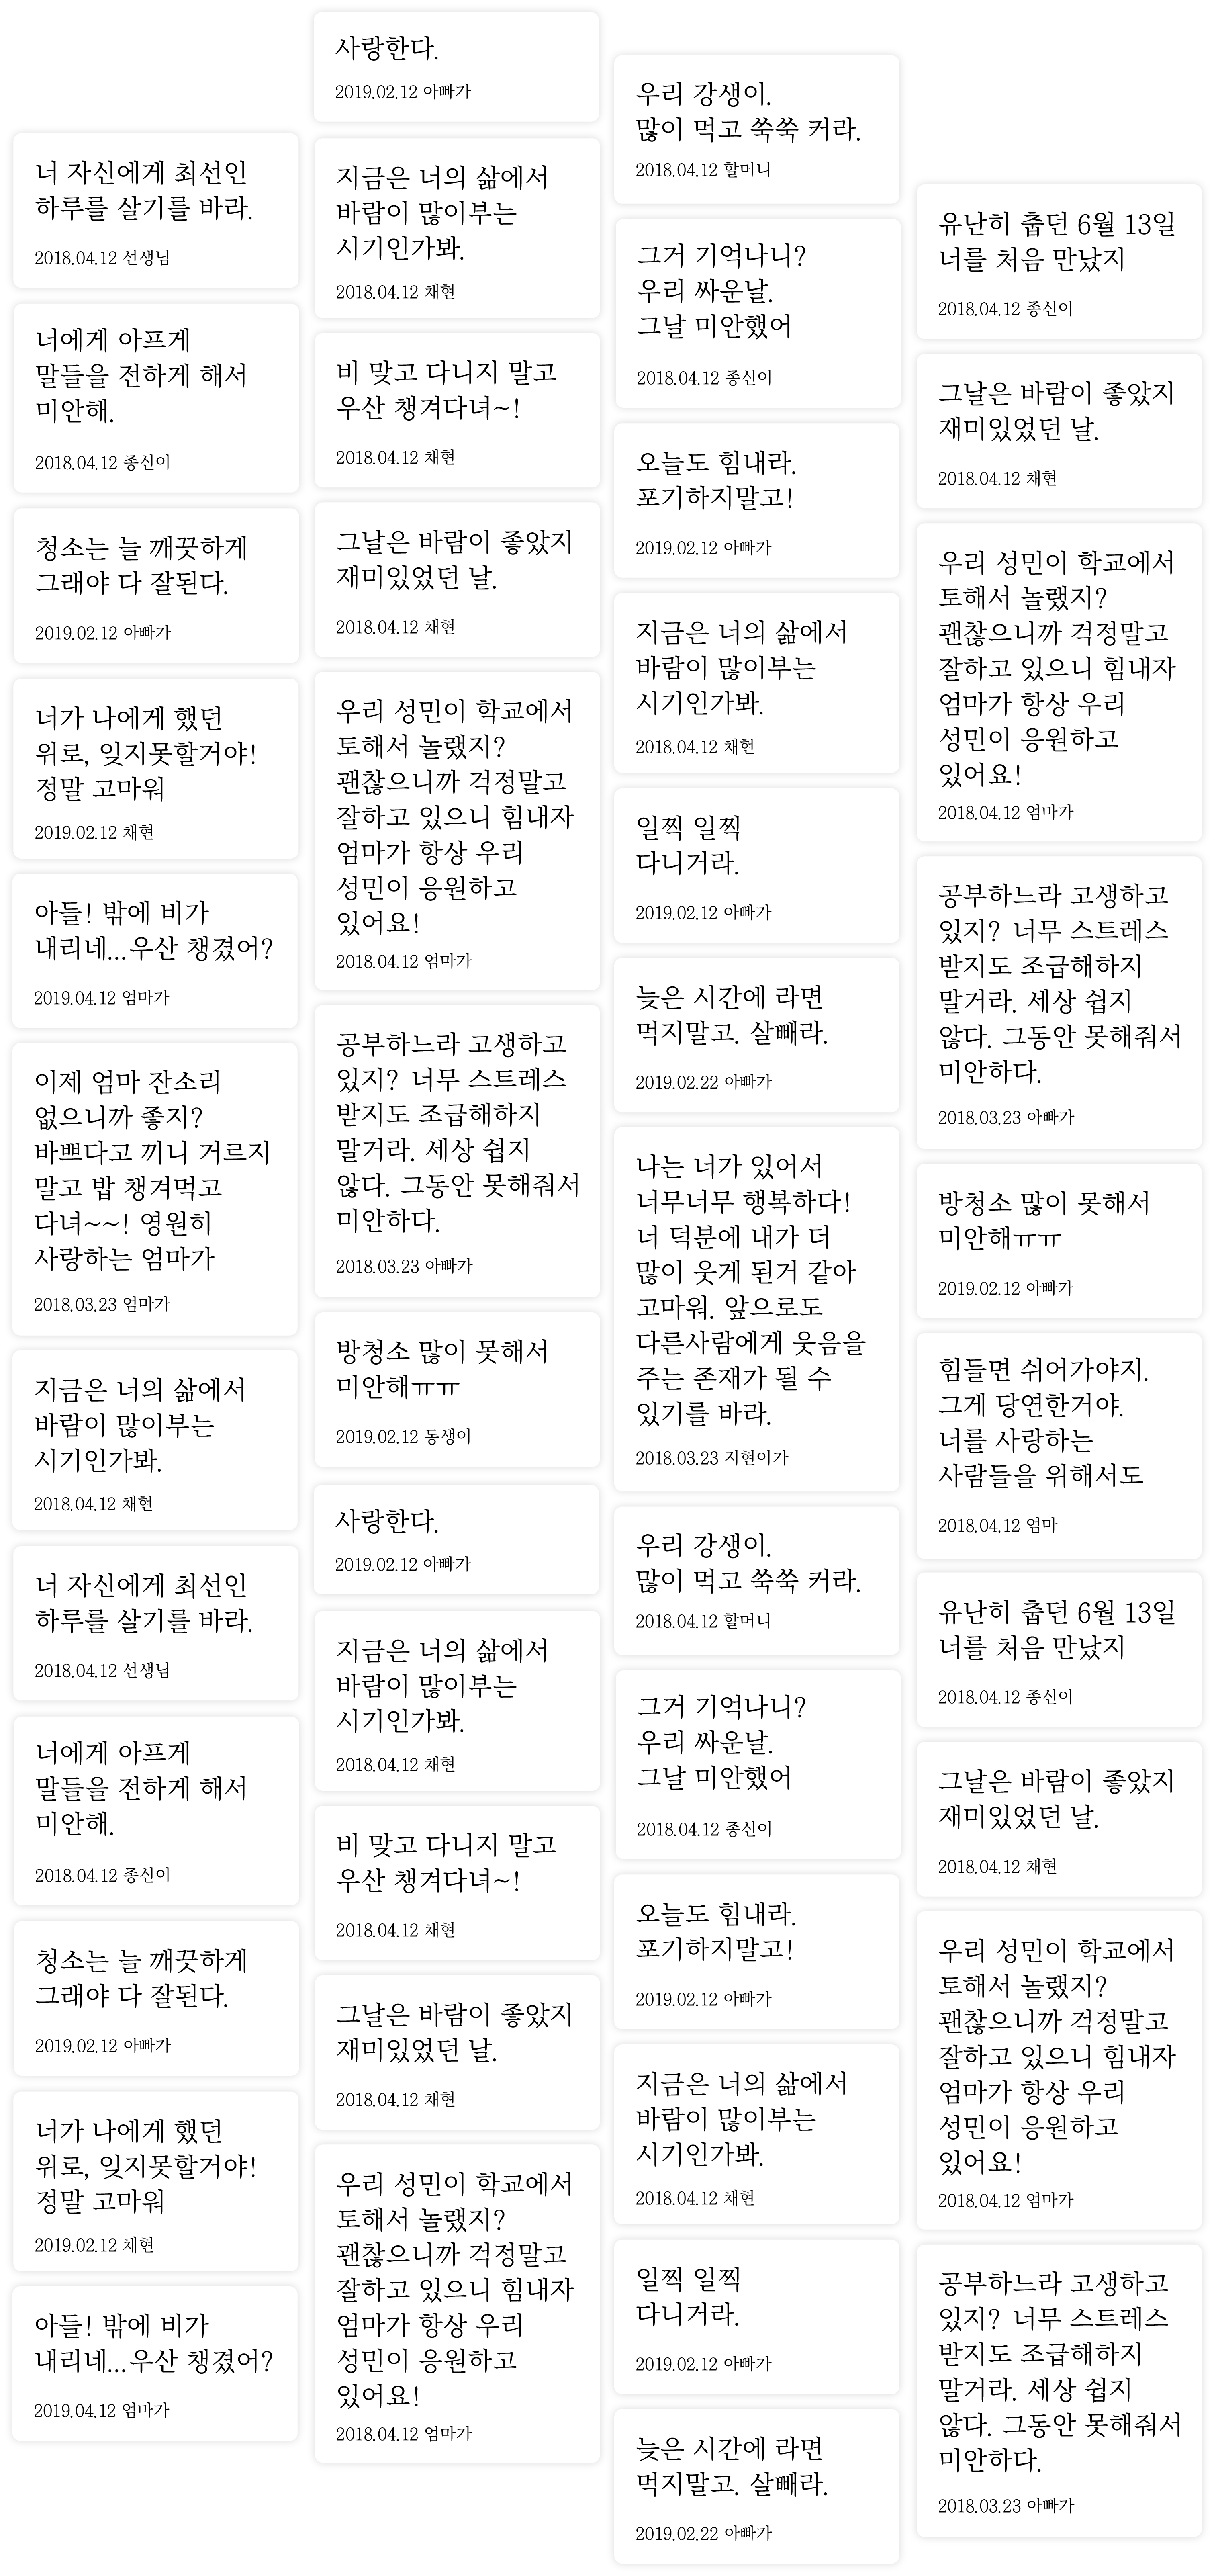 너 자신에게 최선인
하루를 살기를 바라.
2018.04.12 선생님
너에게 아프게
말들을 전하게 해서
미안해.
2018.04.12 종신이
청소는 늘 깨끗하게
그래야 다 잘된다.
2019.02.12 아빠가
너가 나에게 했던
위로, 잊지못할거야!
정말 고마워
2019.02.12 채현
아들! 밖에 비가
내리네...우산 챙겼어?
2019.04.12 엄마가
이제 엄마 잔소리
없으니까 좋지?
바쁘다고 끼니 거르지
말고 밥 챙겨먹고
다녀~~! 영원히
사랑하는 엄마가
2018.03.23 엄마가
지금은 너의 삶에서
바람이 많이부는
시기인가봐.
2018.04.12 채현
너 자신에게 최선인
하루를 살기를 바라.
2018.04.12 선생님
너에게 아프게
말들을 전하게 해서
미안해.
2018.04.12 종신이
청소는 늘 깨끗하게
그래야 다 잘된다.
2019.02.12 아빠가
너가 나에게 했던
위로, 잊지못할거야!
정말 고마워
2019.02.12 채현
아들! 밖에 비가
내리네...우산 챙겼어?
2019.04.12 엄마가
사랑한다.
2019.02.12 아빠가
지금은 너의 삶에서
바람이 많이부는
시기인가봐.
2018.04.12 채현
비 맞고 다니지 말고
우산 챙겨다녀~!
2018.04.12 채현
그날은 바람이 좋았지
재미있었던 날.
2018.04.12 채현
우리 성민이 학교에서
토해서 놀랬지?
괜찮으니까 걱정말고
잘하고 있으니 힘내자
엄마가 항상 우리
성민이 응원하고
있어요!
2018.04.12 엄마가
공부하느라 고생하고
있지? 너무 스트레스
받지도 조급해하지
말거라. 세상 쉽지
않다. 그동안 못해줘서
미안하다.
2018.03.23 아빠가
방청소 많이 못해서
미안해ㅠㅠ
2019.02.12 동생이
사랑한다.
2019.02.12 아빠가
지금은 너의 삶에서
바람이 많이부는
시기인가봐.
2018.04.12 채현
비 맞고 다니지 말고
우산 챙겨다녀~!
2018.04.12 채현
그날은 바람이 좋았지
재미있었던 날.
2018.04.12 채현
우리 성민이 학교에서
토해서 놀랬지?
괜찮으니까 걱정말고
잘하고 있으니 힘내자
엄마가 항상 우리
성민이 응원하고
있어요!
2018.04.12 엄마가
우리 강생이.
많이 먹고 쑥쑥 커라.
2018.04.12 할머니
그거 기억나니?
우리 싸운날.
그날 미안했어
2018.04.12 종신이
오늘도 힘내라.
포기하지말고!
2019.02.12 아빠가
지금은 너의 삶에서
바람이 많이부는
시기인가봐.
2018.04.12 채현
일찍 일찍
다니거라.
2019.02.12 아빠가
늦은 시간에 라면
먹지말고. 살빼라.
2019.02.22 아빠가
나는 너가 있어서
너무너무 행복하다!
너 덕분에 내가 더
많이 웃게 된거 같아
고마워. 앞으로도
다른사람에게 웃음을
주는 존재가 될 수
있기를 바라.
2018.03.23 지현이가
우리 강생이.
많이 먹고 쑥쑥 커라.
2018.04.12 할머니
그거 기억나니?
우리 싸운날.
그날 미안했어
2018.04.12 종신이
오늘도 힘내라.
포기하지말고!
2019.02.12 아빠가
지금은 너의 삶에서
바람이 많이부는
시기인가봐.
2018.04.12 채현
일찍 일찍
다니거라.
2019.02.12 아빠가
늦은 시간에 라면
먹지말고. 살빼라.
2019.02.22 아빠가
유난히 춥던 6월 13일
너를 처음 만났지
2018.04.12 종신이
그날은 바람이 좋았지
재미있었던 날.
2018.04.12 채현
우리 성민이 학교에서
토해서 놀랬지?
괜찮으니까 걱정말고
잘하고 있으니 힘내자
엄마가 항상 우리
성민이 응원하고
있어요!
2018.04.12 엄마가
공부하느라 고생하고
있지? 너무 스트레스
받지도 조급해하지
말거라. 세상 쉽지
않다. 그동안 못해줘서
미안하다.
2018.03.23 아빠가
방청소 많이 못해서
미안해ㅠㅠ
2019.02.12 아빠가
힘들면 쉬어가야지.
그게 당연한거야.
너를 사랑하는
사람들을 위해서도
2018.04.12 엄마
유난히 춥던 6월 13일
너를 처음 만났지
2018.04.12 종신이
그날은 바람이 좋았지
재미있었던 날.
2018.04.12 채현
우리 성민이 학교에서
토해서 놀랬지?
괜찮으니까 걱정말고
잘하고 있으니 힘내자
엄마가 항상 우리
성민이 응원하고
있어요!
2018.04.12 엄마가
공부하느라 고생하고
있지? 너무 스트레스
받지도 조급해하지
말거라. 세상 쉽지
않다. 그동안 못해줘서
미안하다.
2018.03.23 아빠가